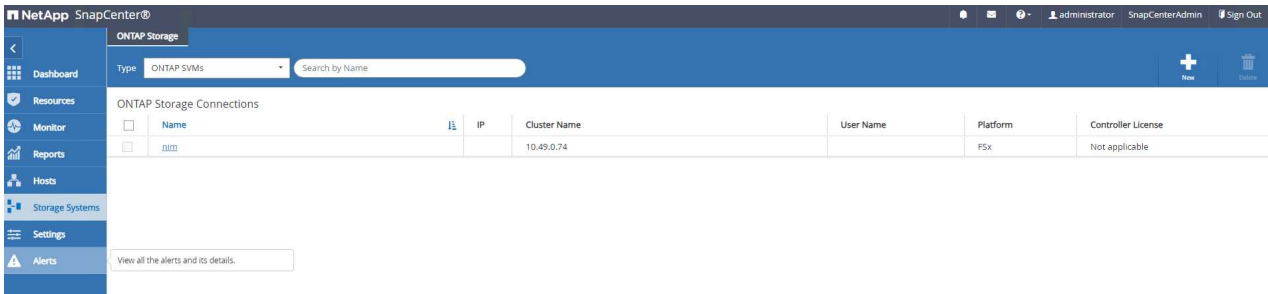 NetApp SnapCenter®
administrator SnapCenterAdmin Sign Out
ONTAP Storage
Type ONTAP SVMs Search by Name
New Delete
Dashboard
Resources
Monitor
Reports
Hosts
Storage Systems
Settings
Alerts
ONTAP Storage Connections
Name IP Cluster Name User Name Platform Controller License
nim 10.49.0.74 FSx Not applicable
View all the alerts and its details.